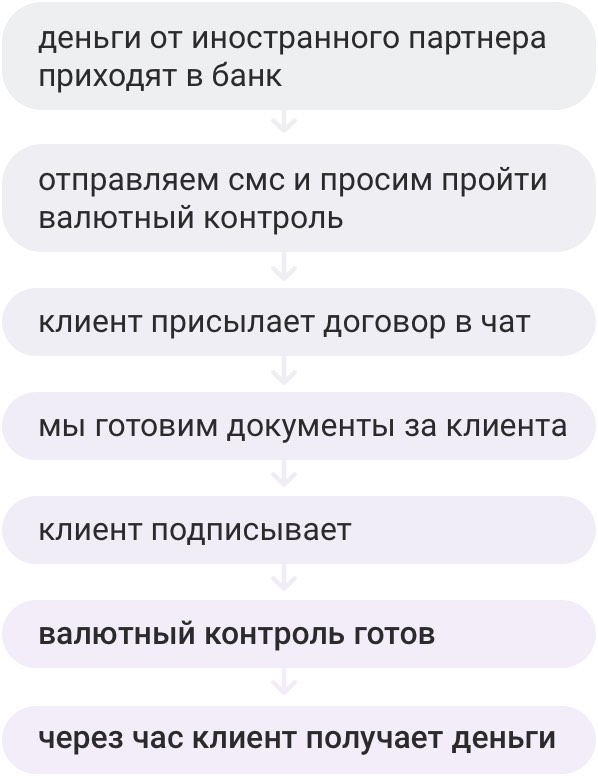 деньги от иностранного партнера
приходят в банк
отправляем смс и просим пройти
валютный контроль
клиент присылает договор в чат
мы готовим документы за клиента
клиент подписывает
валютный контроль готов
через час клиент получает деньги